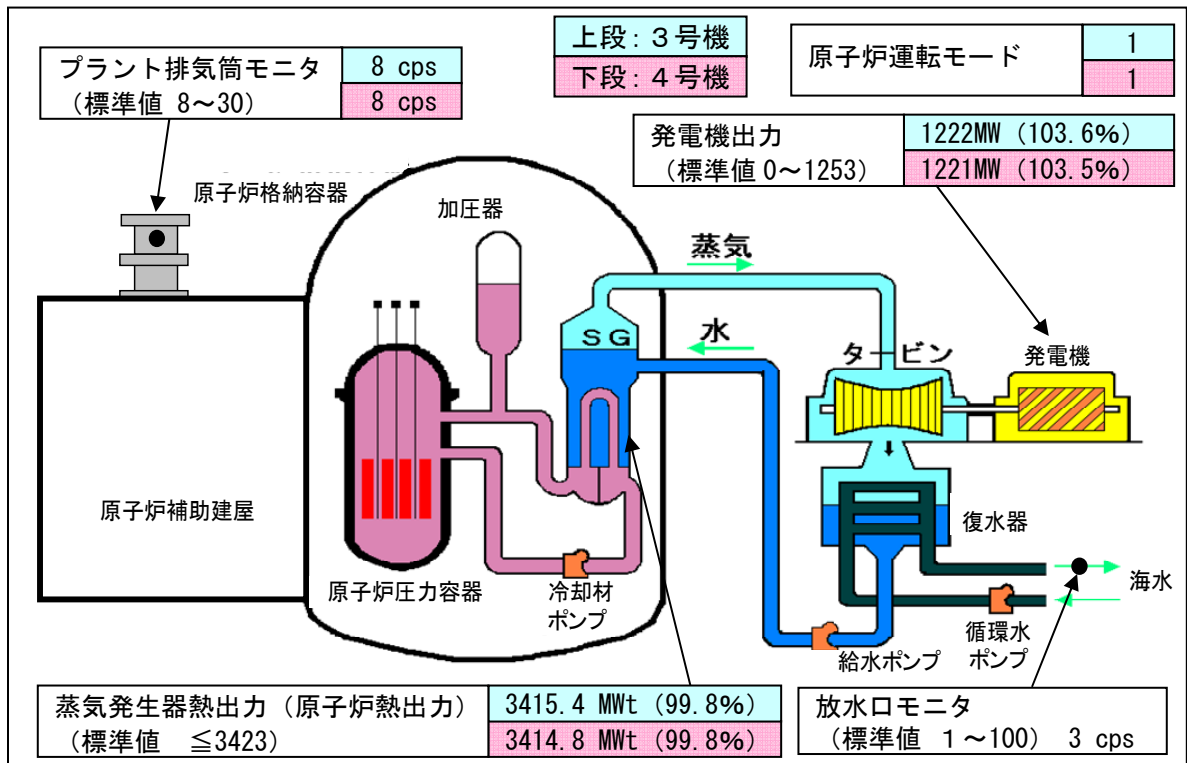 プラント排気筒モニタ
(標準値 8~30)
8 cps
8 cps
上段:3号機
下段:4号機
原子炉運転モード
1
1
発電機出力
(標準値 0~1253)
1222MW (103.6%)
1221MW (103.5%)
原子炉格納容器
加圧器
蒸気
水
SG
タービン
発電機
原子炉補助建屋
復水器
原子炉圧力容器
冷却材
ポンプ
給水ポンプ
循環水
ポンプ
海水
蒸気発生器熱出力(原子炉熱出力)
(標準値 ≦3423)
3415.4 MWt (99.8%)
3414.8 MWt (99.8%)
放水口モニタ
(標準値 1~100) 3 cps